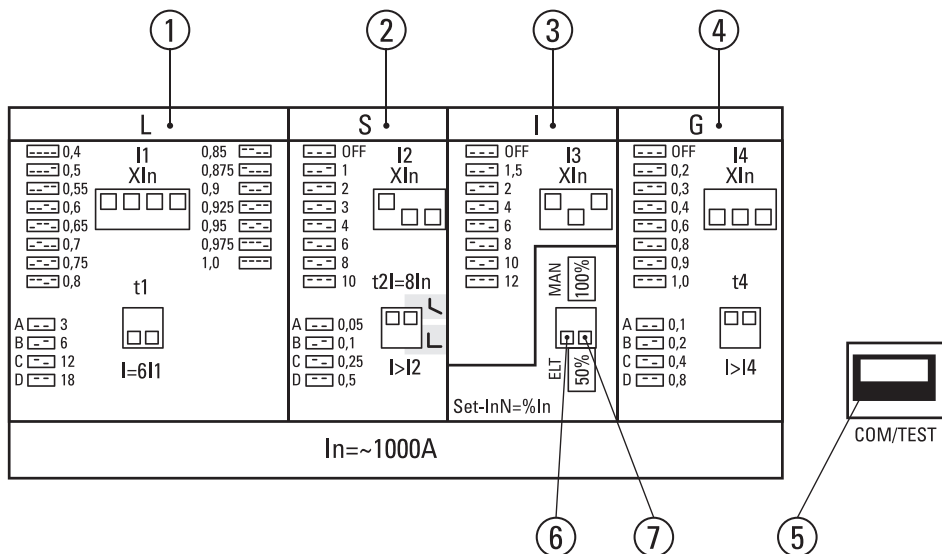 1 2 3 4
L S I G
0,4
0,5
0,55
0,6
0,65
0,7
0,75
0,8
I1
XIn
0,85
0,875
0,9
0,925
0,95
0,975
1,0
t1
A 3
B 6
C 12
D 18
I=6I1
OFF
1
2
3
4
6
8
10
I2
XIn
t2I=8In
A 0,05
B 0,1
C 0,25
D 0,5
I>I2
OFF
1,5
2
4
6
8
10
12
I3
XIn
MAN
100%
ELT
50%
Set-InN=%In
OFF
0,2
0,3
0,4
0,6
0,8
0,9
1,0
I4
XIn
t4
A 0,1
B 0,2
C 0,4
D 0,8
I>I4
In=~1000A
COM/TEST
6 7 5